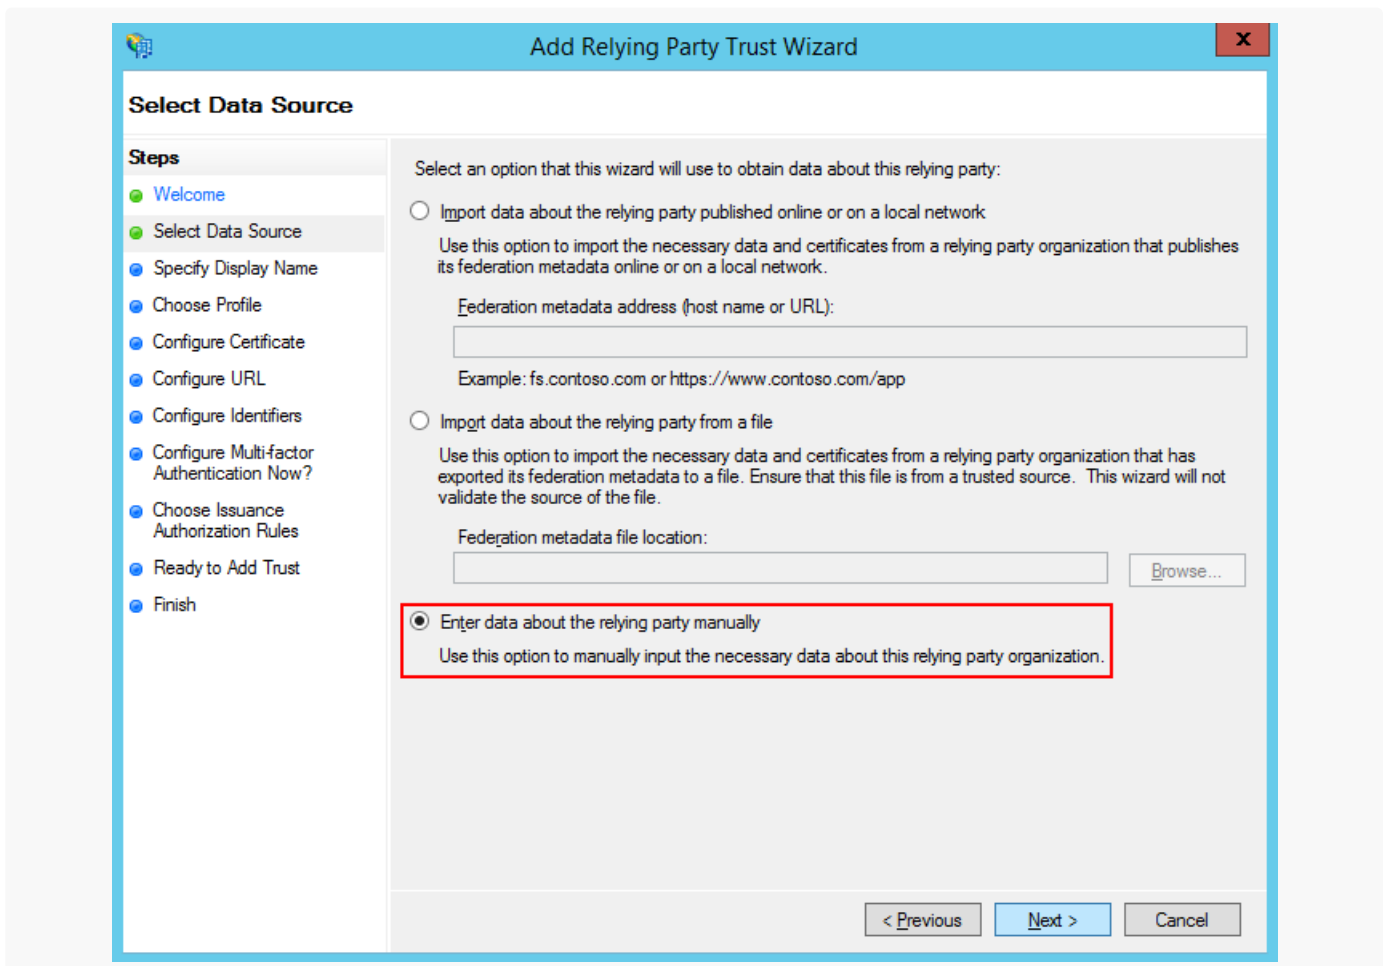 Add Relying Party Trust Wizard
x
Select Data Source
Steps
Welcome
Select Data Source
Specify Display Name
Choose Profile
Configure Certificate
Configure URL
Configure Identifiers
Configure Multi-factor
Authentication Now?
Choose Issuance
Authorization Rules
Ready to Add Trust
Finish
Select an option that this wizard will use to obtain data about this relying party:
Import data about the relying party published online or on a local network
Use this option to import the necessary data and certificates from a relying party organization that publishes
its federation metadata online or on a local network.
Federation metadata address (host name or URL):
Example: fs.contoso.com or https://www.contoso.com/app
Import data about the relying party from a file
Use this option to import the necessary data and certificates from a relying party organization that has
exported its federation metadata to a file. Ensure that this file is from a trusted source.  This wizard will not
validate the source of the file.
Federation metadata file location:
Browse...
Enter data about the relying party manually
Use this option to manually input the necessary data about this relying party organization.
< Previous
Next >
Cancel